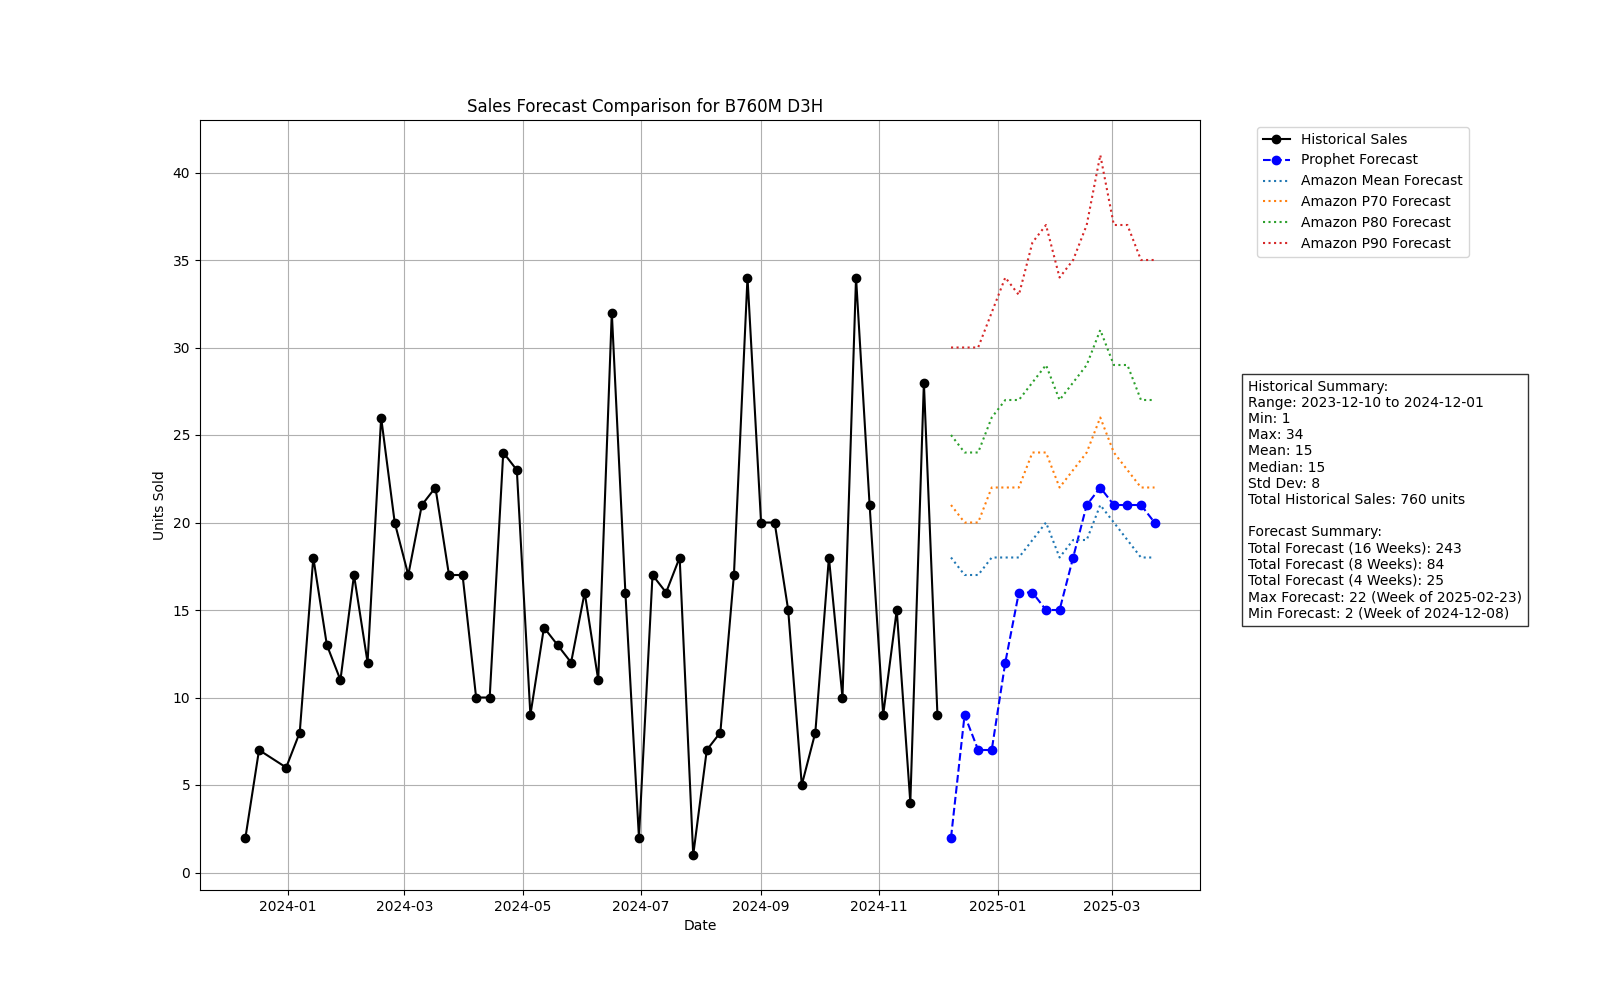 Sales Forecast Comparison for B760M D3H
Historical Sales
Prophet Forecast
Amazon Mean Forecast
Amazon P70 Forecast
Amazon P80 Forecast
Amazon P90 Forecast
Units Sold
40
35
30
25
20
15
10
5
0
2024-01
2024-03
2024-05
2024-07
2024-09
2024-11
2025-01
2025-03
Date
Historical Summary:
Range: 2023-12-10 to 2024-12-01
Min: 1
Max: 34
Mean: 15
Median: 15
Std Dev: 8
Total Historical Sales: 760 units
Forecast Summary:
Total Forecast (16 Weeks): 243
Total Forecast (8 Weeks): 84
Total Forecast (4 Weeks): 25
Max Forecast: 22 (Week of 2025-02-23)
Min Forecast: 2 (Week of 2024-12-08)